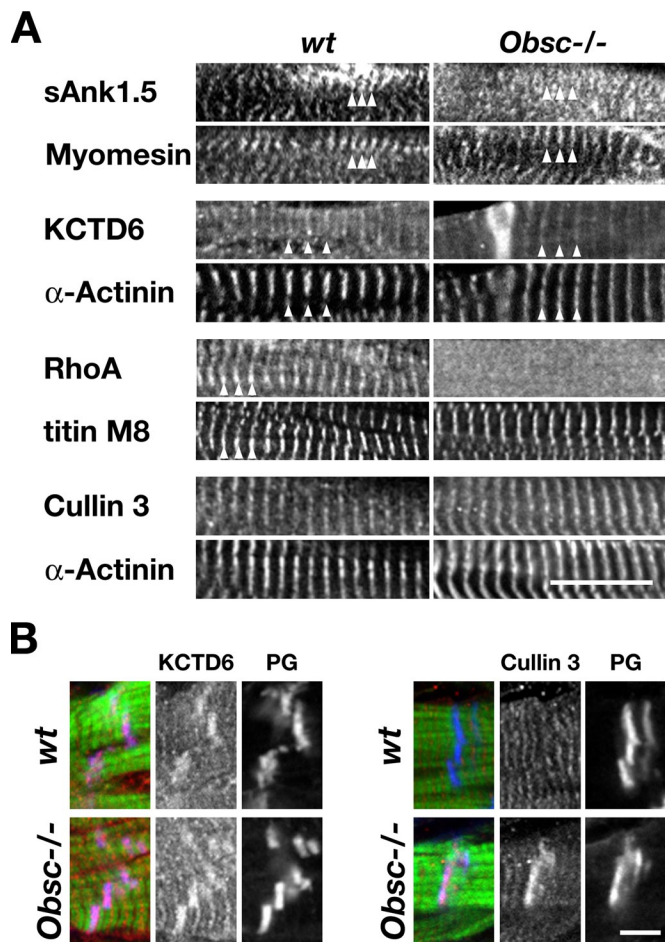 A
wt Obsc-/-
sAnk1.5
Myomesin
KCTD6
α-Actinin
RhoA
titin M8
Cullin 3
α-Actinin
B
KCTD6 PG
wt
Obsc-/-
Cullin 3 PG
wt
Obsc-/-